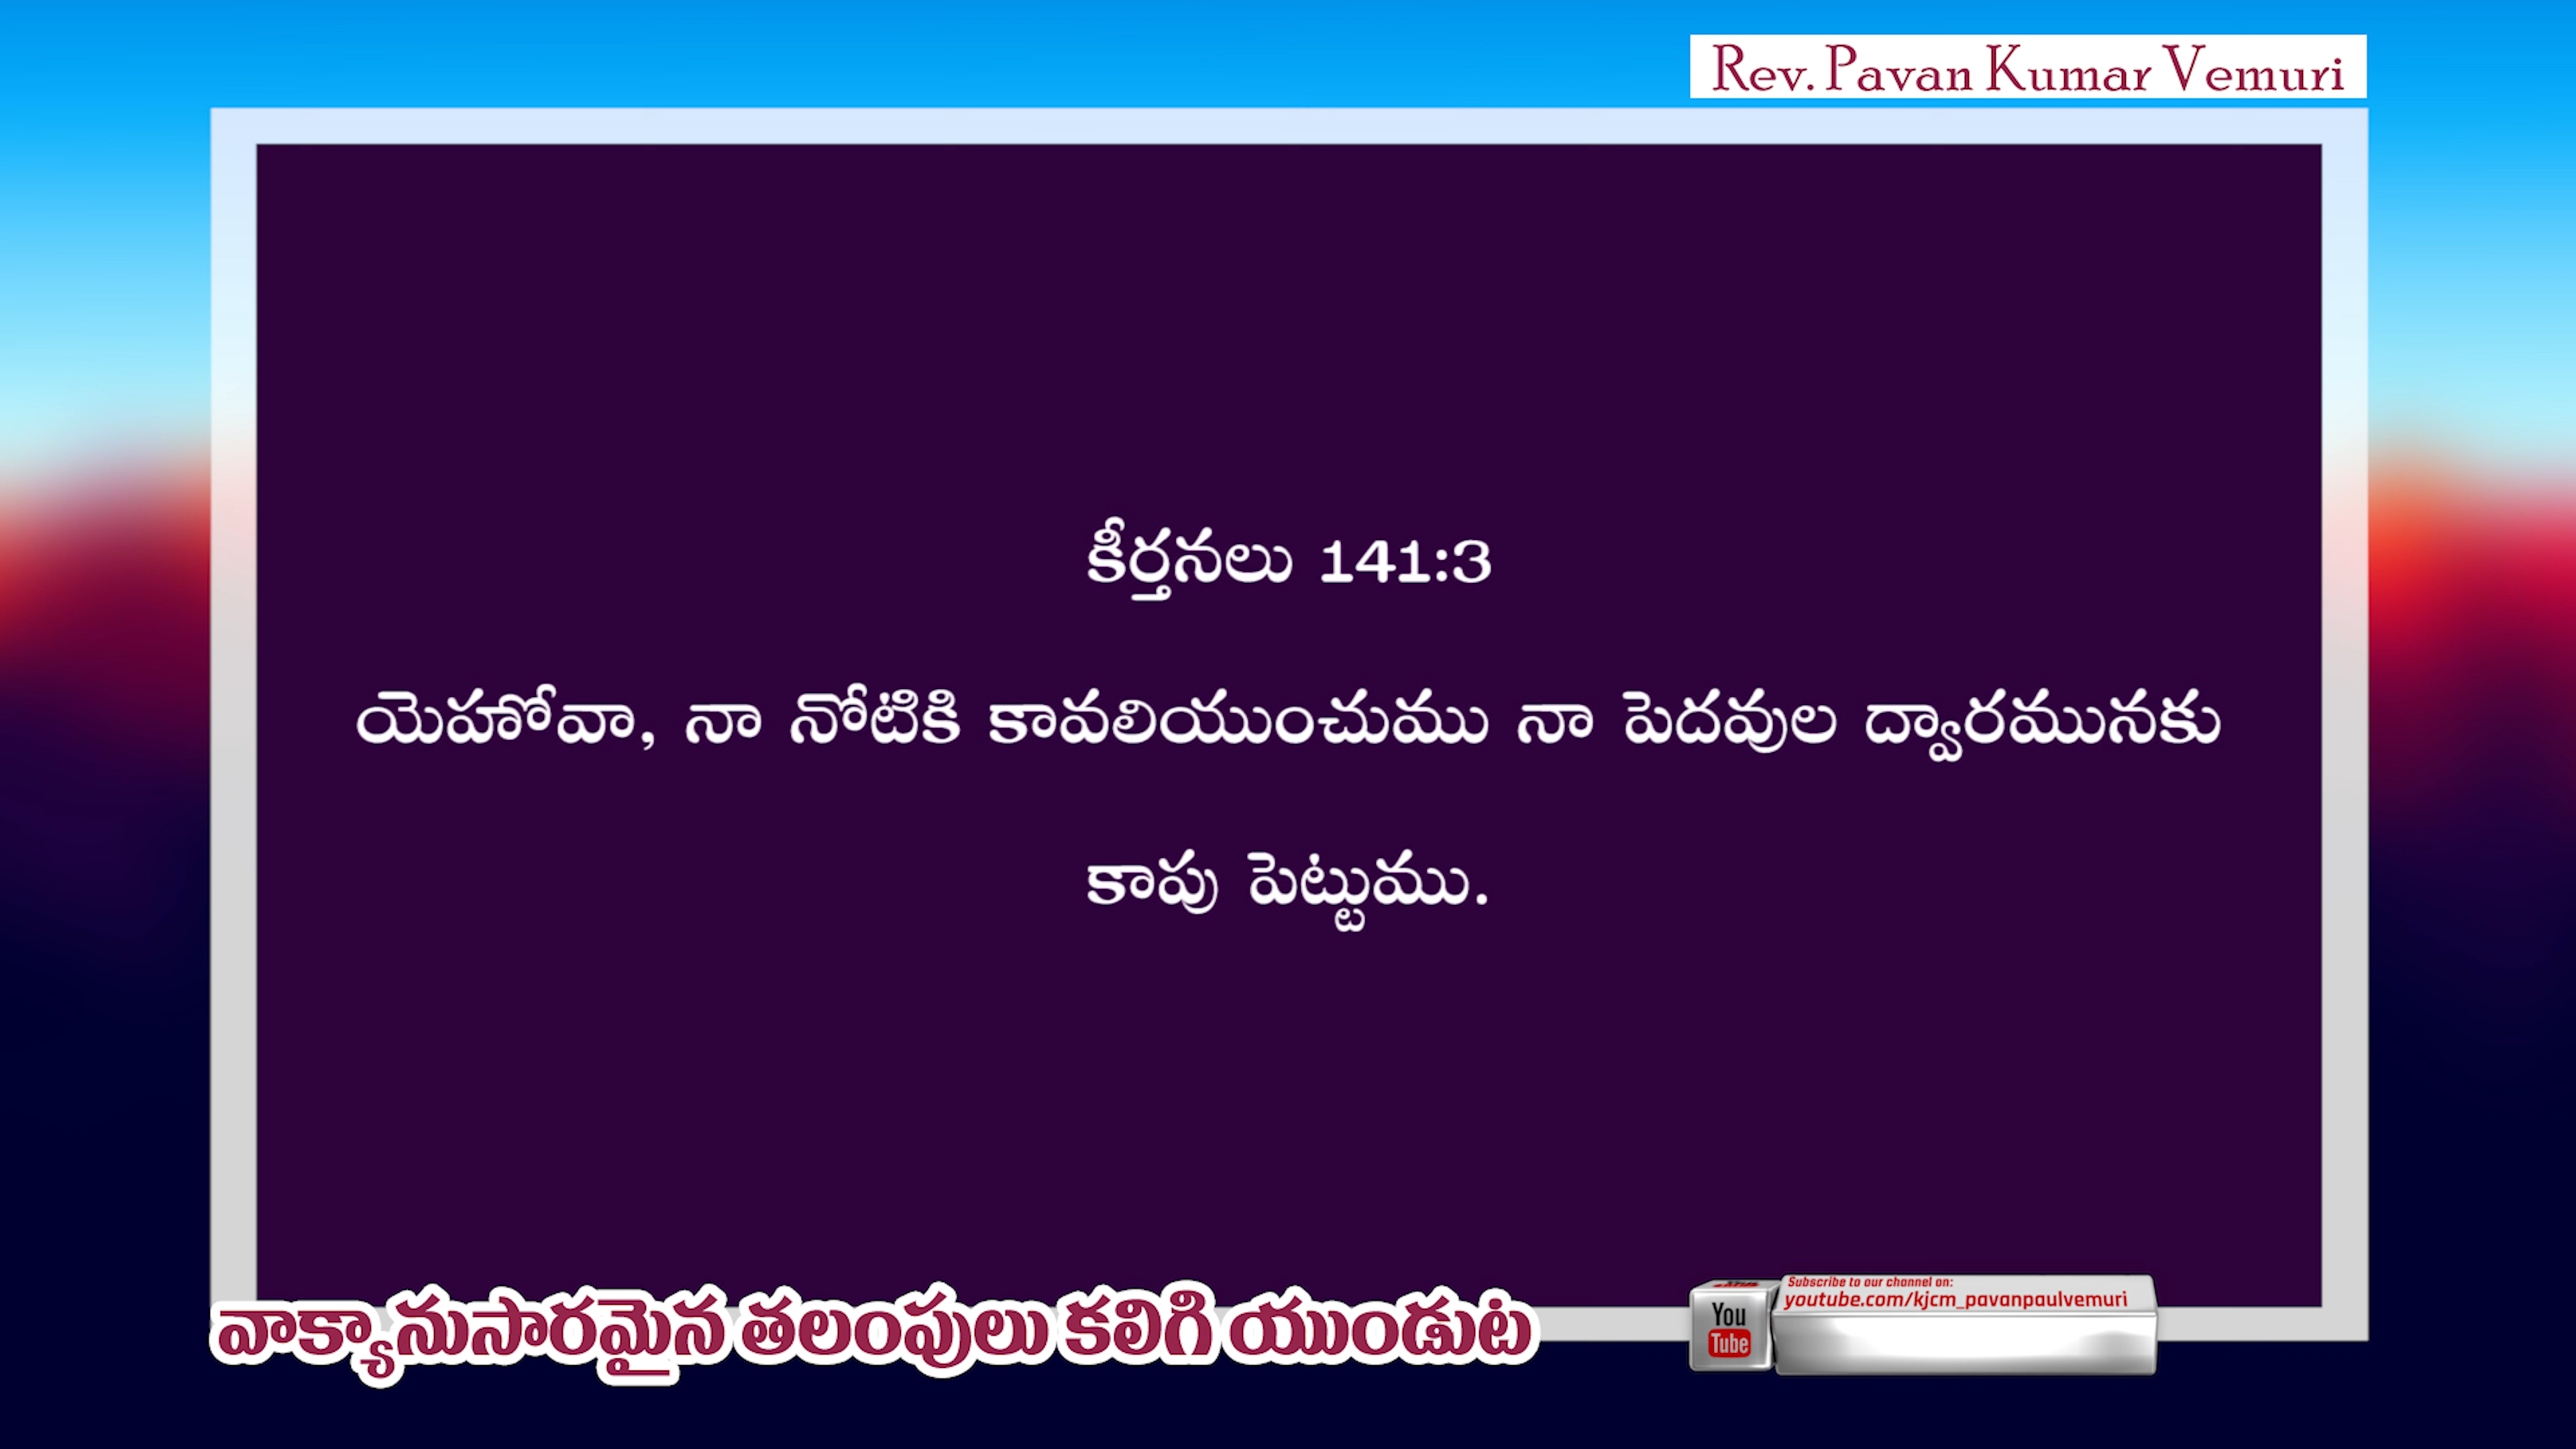 Rev. Pavan Kumar Vemuri
కీర్తనలు 141:3
యెహోవా, నా నోటికి కావలియుంచుము నా పెదవుల ద్వారమునకు
కాపు పెట్టుము.
వాక్యానుసారమైన తలంపులు కలిగి యుండుట
Subscribe to our channel on:
youtube.com/kjcm_pavanpaulvemuri
You
Tube